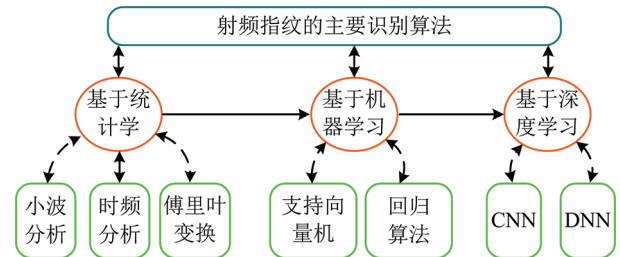 射频指纹的主要识别算法
基于统
计学
基于机
器学习
基于深
度学习
小波
分析
时频
分析
傅里叶
变换
支持向
量机
回归
算法
CNN
DNN